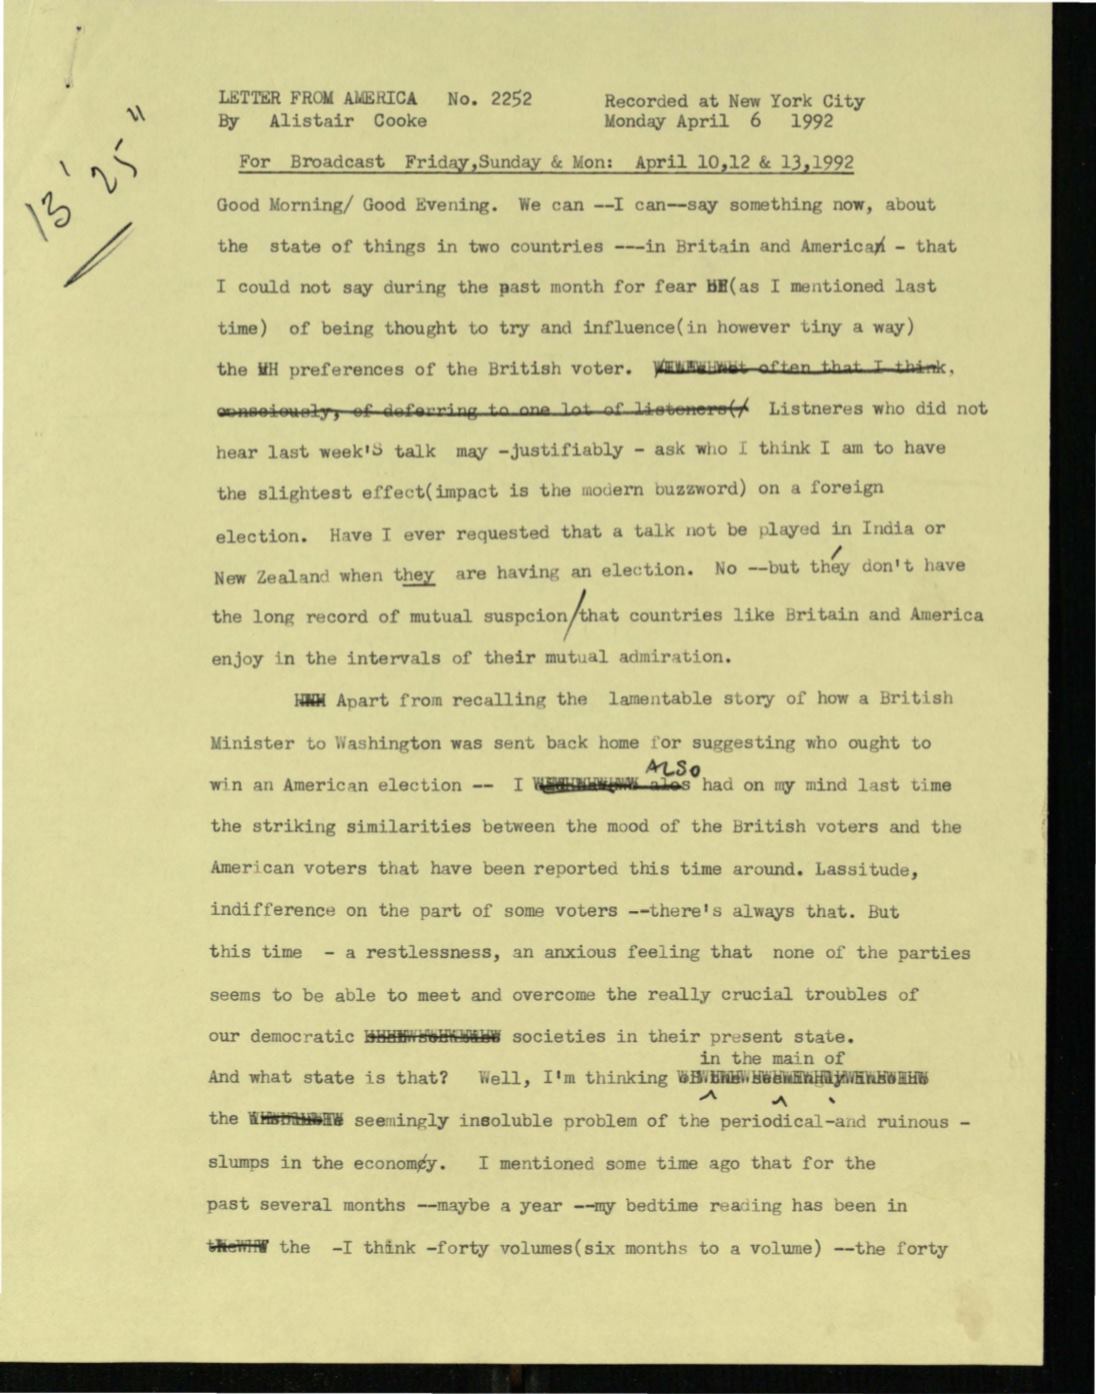 13' 25"
LETTER FROM AMERICA No. 2252 Recorded at New York City
By Alistair Cooke Monday April 6 1992
For Broadcast Friday,Sunday & Mon: April 10,12 & 13,1992
Good Morning/ Good Evening. We can --I can--say something now, about
the state of things in two countries ---in Britain and America - that
I could not say during the past month for fear (as I mentioned last
time) of being thought to try and influence(in however tiny a way)
the preferences of the British voter. often that I think,
consciously, of deferring to one lot of listeners(/ Listneres who did not
hear last week'S talk may -justifiably - ask who I think I am to have
the slightest effect(impact is the modern buzzword) on a foreign
election. Have I ever requested that a talk not be played in India or
New Zealand when they are having an election. No --but they don't have
the long record of mutual suspcion/that countries like Britain and America
enjoy in the intervals of their mutual admiration.
Apart from recalling the lamentable story of how a British
Minister to Washington was sent back home for suggesting who ought to
ALSO
win an American election -- I alos had on my mind last time
the striking similarities between the mood of the British voters and the
American voters that have been reported this time around. Lassitude,
indifference on the part of some voters --there's always that. But
this time - a restlessness, an anxious feeling that none of the parties
seems to be able to meet and overcome the really crucial troubles of
our democratic societies in their present state.
in the main of
And what state is that? Well, I'm thinking
the seemingly insoluble problem of the periodical-and ruinous -
slumps in the economy. I mentioned some time ago that for the
past several months --maybe a year --my bedtime reading has been in
the -I think -forty volumes(six months to a volume) --the forty